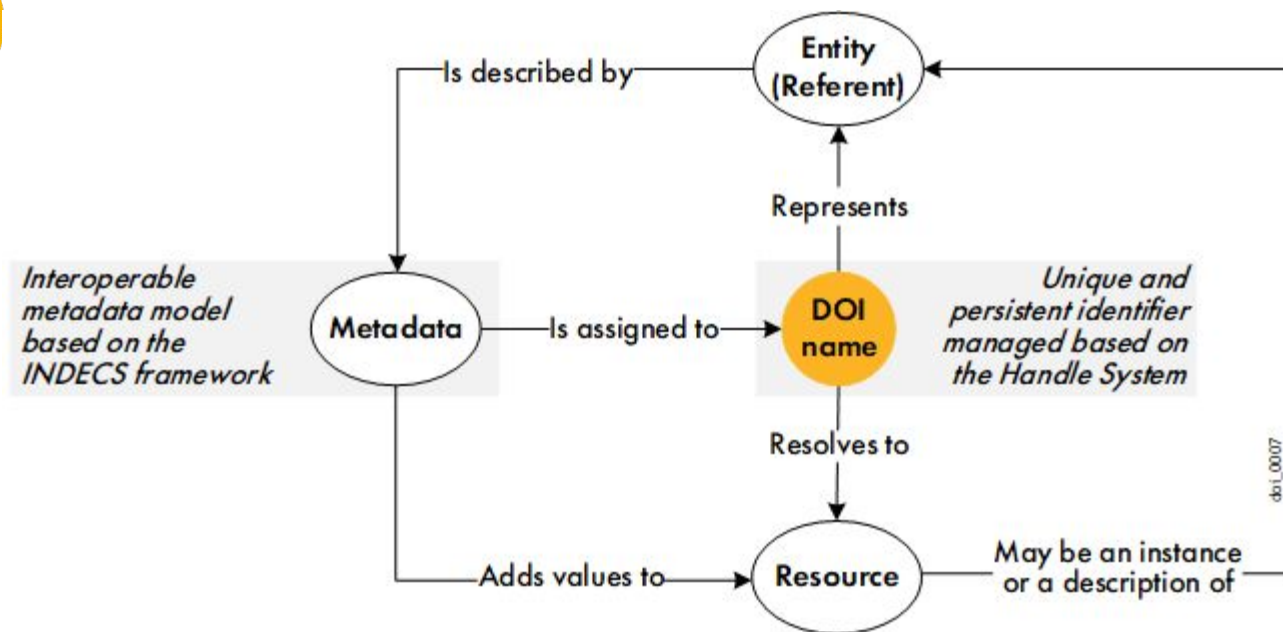 Entity
(Referent)
Is described by
Represents
Interoperable
metadata model
based on the
INDECS framework
Metadata
Is assigned to
DOI
name
Unique and
persistent identifier
managed based on
the Handle System
Resolves to
doi_0007
Adds values to
Resource
May be an instance
or a description of